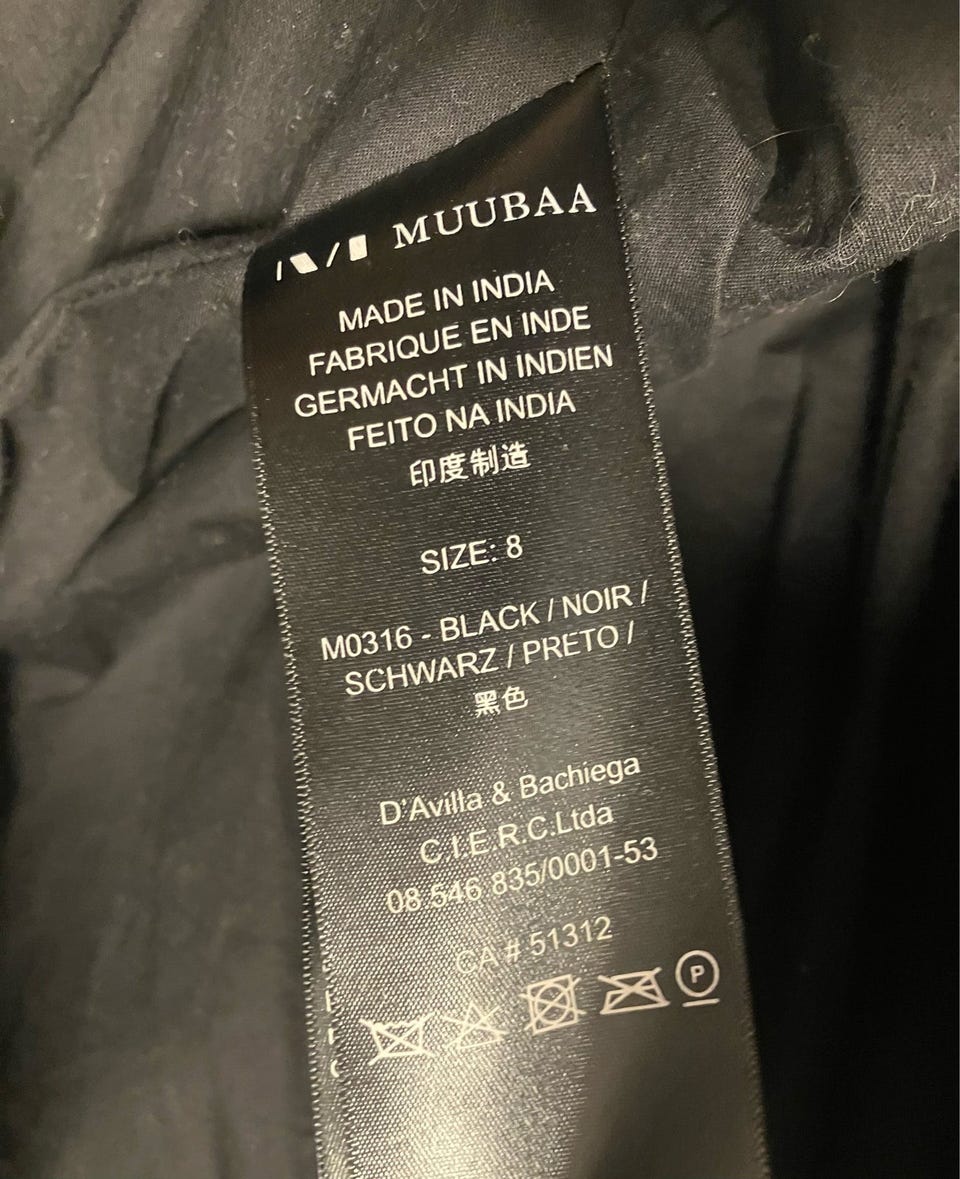 MUUBAA
MADE IN INDIA
FABRIQUE EN INDE
GERMACHT IN INDIEN
FEITO NA INDIA
印度制造
SIZE: 8
M0316 - BLACK / NOIR /
SCHWARZ / PRETO /
黑色
D'Avilla & Bachiega
C.I.E.R.C.Ltda
08 546 835/0001-53
CA # 51312
P